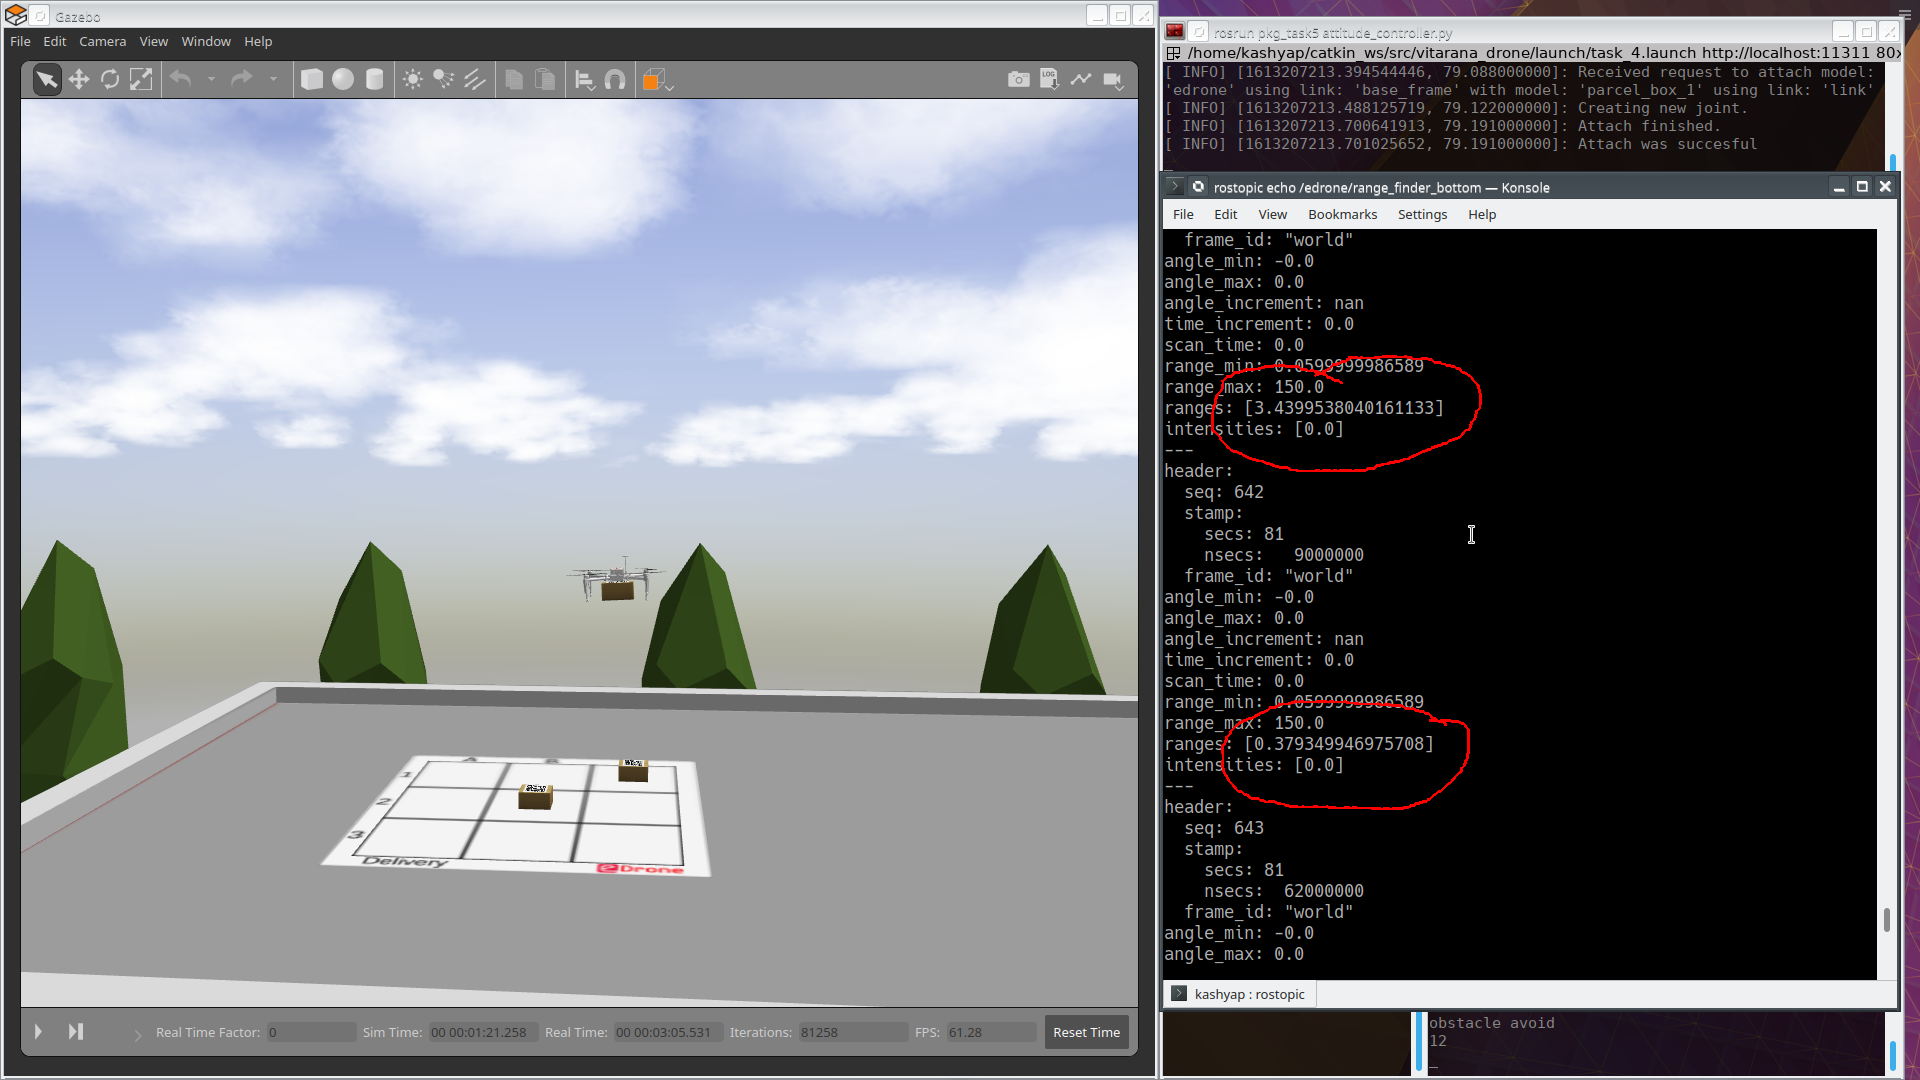 Gazebo
File Edit Camera View Window Help
LOG
A B
1
2
3
Delivery
eDrone
Real Time Factor: 0 Sim Time: 00 00:01:21.258 Real Time: 00 00:03:05.531 Iterations: 81258 FPS: 61.28 Reset Time
rosrun pkg_task5 attitude_controller.py
/home/kashyap/catkin_ws/src/vitarana_drone/launch/task_4.launch http://localhost:11311 80x
[ INFO] [1613207213.394544446, 79.088000000]: Received request to attach model:
'edrone' using link: 'base_frame' with model: 'parcel_box_1' using link: 'link'
[ INFO] [1613207213.488125719, 79.122000000]: Creating new joint.
[ INFO] [1613207213.700641913, 79.191000000]: Attach finished.
[ INFO] [1613207213.701025652, 79.191000000]: Attach was succesful
rostopic echo /edrone/range_finder_bottom — Konsole
File Edit View Bookmarks Settings Help
frame_id: "world"
angle_min: -0.0
angle_max: 0.0
angle_increment: nan
time_increment: 0.0
scan_time: 0.0
range_min: 0.0599999986589
range_max: 150.0
ranges: [3.4399538040161133]
intensities: [0.0]
---
header:
seq: 642
stamp:
secs: 81
nsecs:   9000000
frame_id: "world"
angle_min: -0.0
angle_max: 0.0
angle_increment: nan
time_increment: 0.0
scan_time: 0.0
range_min: 0.0599999986589
range_max: 150.0
ranges: [0.379349946975708]
intensities: [0.0]
---
header:
seq: 643
stamp:
secs: 81
nsecs:  62000000
frame_id: "world"
angle_min: -0.0
angle_max: 0.0
kashyap : rostopic
obstacle avoid
12